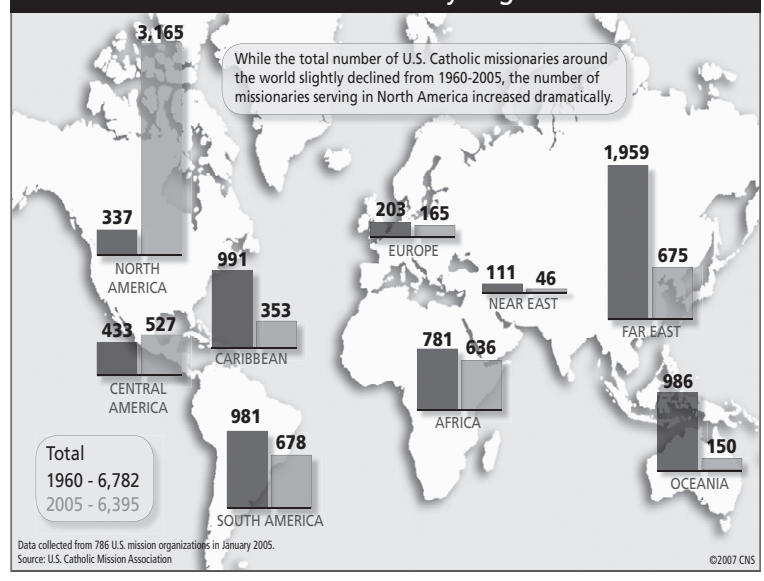 While the total number of U.S. Catholic missionaries around
the world slightly declined from 1960-2005, the number of
missionaries serving in North America increased dramatically.
3,165
337
NORTH
AMERICA
991
353
CARIBBEAN
433
527
CENTRAL
AMERICA
981
678
SOUTH AMERICA
203
165
EUROPE
111
46
NEAR EAST
781
636
AFRICA
1,959
675
FAR EAST
986
150
OCEANIA
Total
1960 - 6,782
2005 - 6,395
Data collected from 786 U.S. mission organizations in January 2005.
Source: U.S. Catholic Mission Association
©2007 CNS